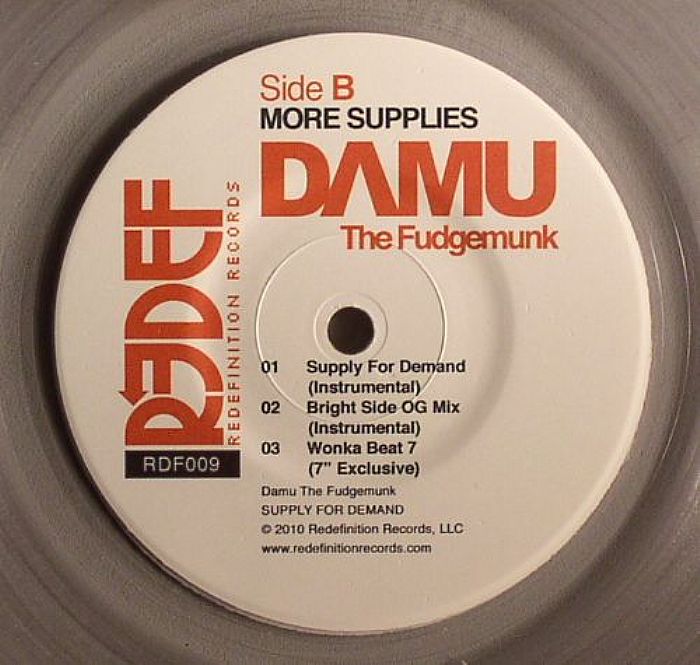 Side B
MORE SUPPLIES
DAMU
The Fudgemunk
REDEF
REDEFINITION RECORDS
RDF009
01 Supply For Demand
(Instrumental)
02 Bright Side OG Mix
(Instrumental)
03 Wonka Beat 7
(7” Exclusive)
Damu The Fudgemunk
SUPPLY FOR DEMAND
© 2010 Redefinition Records, LLC
www.redefinitionrecords.com